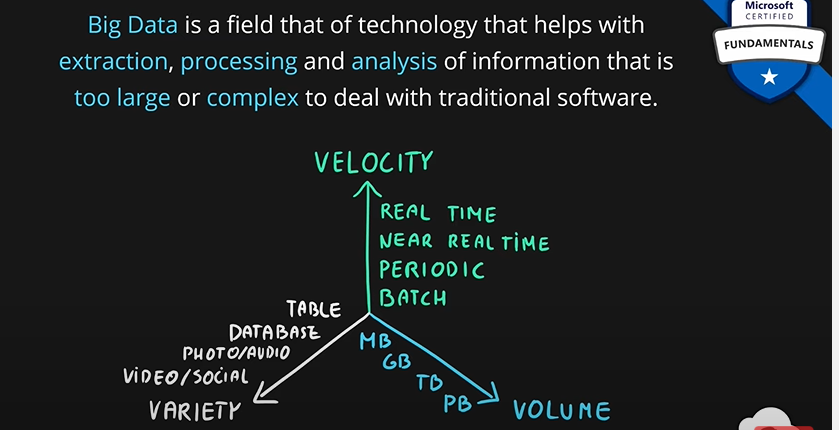 Big Data is a field that of technology that helps with
extraction, processing and analysis of information that is
too large or complex to deal with traditional software.
Microsoft
CERTIFIED
FUNDAMENTALS
VELOCITY
REAL TIME
NEAR REAL TIME
PERIODIC
BATCH
TABLE
DATABASE
PHOTO/AUDIO
VIDEO/SOCIAL
VARIETY
MB
GB
TB
PB
VOLUME